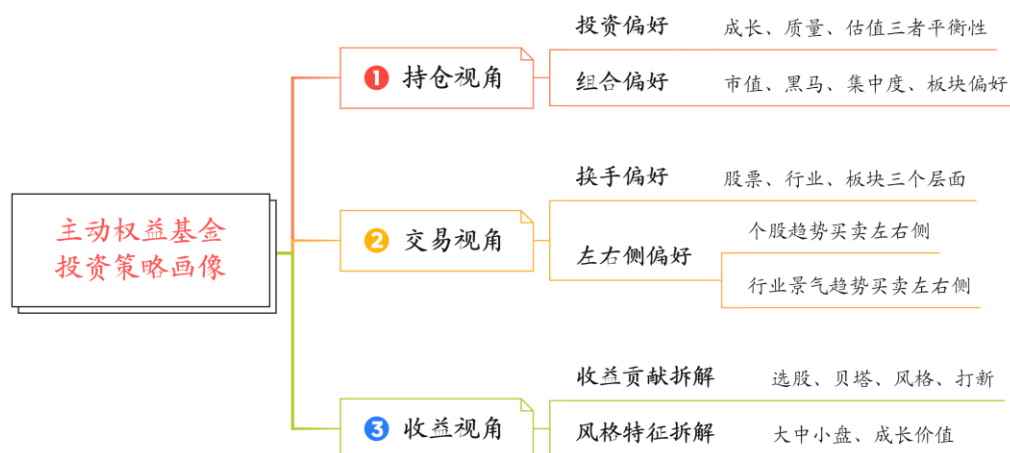 主动权益基金
投资策略画像
1 持仓视角
投资偏好 成长、质量、估值三者平衡性
组合偏好 市值、黑马、集中度、板块偏好
2 交易视角
换手偏好 股票、行业、板块三个层面
左右侧偏好
个股趋势买卖左右侧
行业景气趋势买卖左右侧
3 收益视角
收益贡献拆解 选股、贝塔、风格、打新
风格特征拆解 大中小盘、成长价值